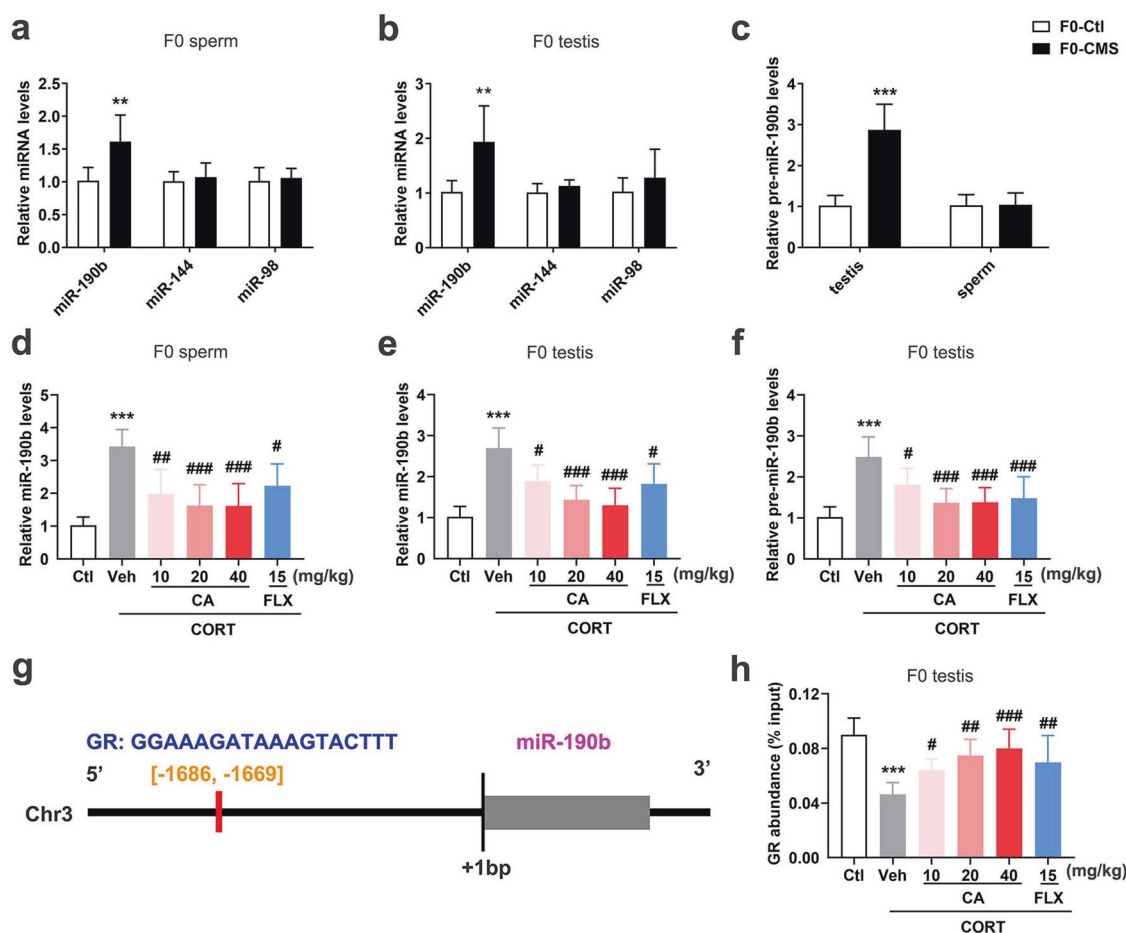 a
F0 sperm
Relative miRNA levels
2.5
2.0
1.5
1.0
0.5
0.0
**
miR-190b
miR-144
miR-98
b
F0 testis
Relative miRNA levels
4
3
2
1
0
**
miR-190b
miR-144
miR-98
c
F0-Ctl
F0-CMS
Relative pre-miR-190b levels
4
3
2
1
0
***
testis
sperm
d
F0 sperm
Relative miR-190b levels
5
4
3
2
1
0
***
##
###
###
#
Ctl Veh 10 20 40 15 (mg/kg)
CA FLX
CORT
e
F0 testis
Relative miR-190b levels
4
3
2
1
0
***
#
###
###
#
Ctl Veh 10 20 40 15 (mg/kg)
CA FLX
CORT
f
F0 testis
Relative pre-miR-190b levels
4
3
2
1
0
***
#
###
###
###
Ctl Veh 10 20 40 15 (mg/kg)
CA FLX
CORT
g
GR: GGAAAGATAAAGTACTTT
miR-190b
5’ [-1686, -1669] 3’
Chr3
+1bp
h
F0 testis
GR abundance (% input)
0.12
0.08
0.04
0.00
***
#
##
###
##
Ctl Veh 10 20 40 15 (mg/kg)
CA FLX
CORT